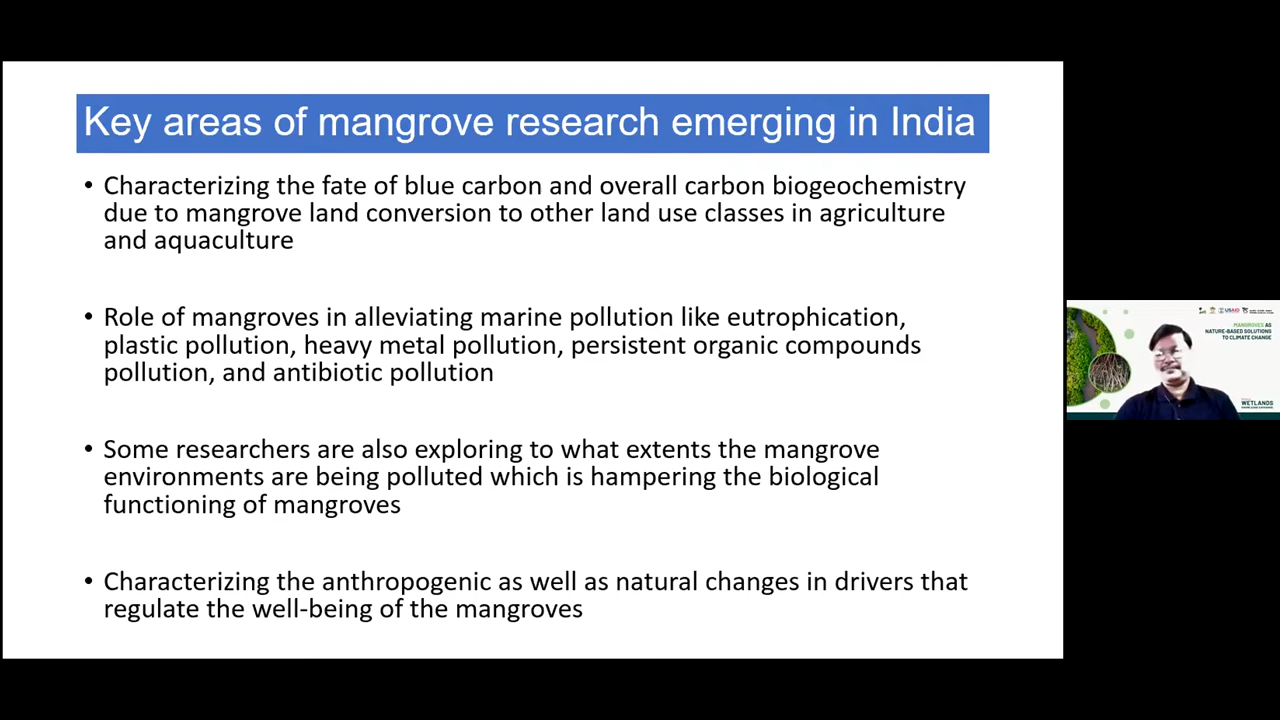 Key areas of mangrove research emerging in India
• Characterizing the fate of blue carbon and overall carbon biogeochemistry
due to mangrove land conversion to other land use classes in agriculture
and aquaculture
• Role of mangroves in alleviating marine pollution like eutrophication,
plastic pollution, heavy metal pollution, persistent organic compounds
pollution, and antibiotic pollution
• Some researchers are also exploring to what extents the mangrove
environments are being polluted which is hampering the biological
functioning of mangroves
• Characterizing the anthropogenic as well as natural changes in drivers that
regulate the well-being of the mangroves
USAID
MANGROVES AS
NATURE-BASED SOLUTIONS
TO CLIMATE CHANGE
WETLANDS